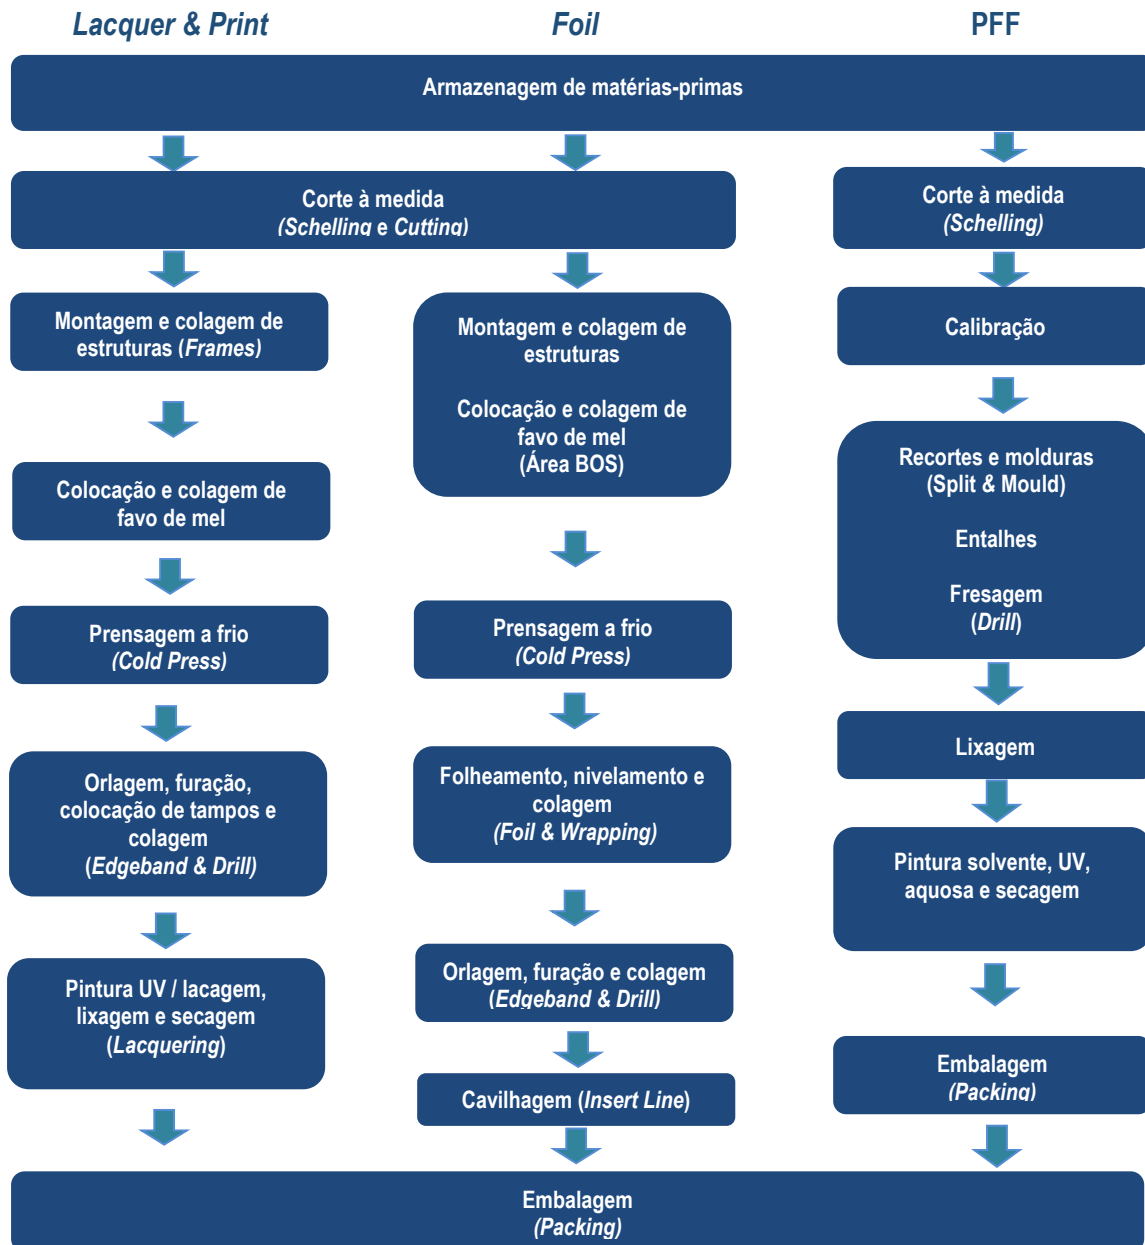 Lacquer & Print
Foil
PFF
Armazenagem de matérias-primas
Corte à medida
(Schelling e Cutting)
Corte à medida
(Schelling)
Montagem e colagem de
estruturas (Frames)
Colocação e colagem de
favo de mel
Prensagem a frio
(Cold Press)
Orlagem, furação,
colocação de tampos e
colagem
(Edgeband & Drill)
Pintura UV / lacagem,
lixagem e secagem
(Lacquering)
Montagem e colagem de
estruturas
Colocação e colagem de
favo de mel
(Área BOS)
Prensagem a frio
(Cold Press)
Folheamento, nivelamento e
colagem
(Foil & Wrapping)
Orlagem, furação e colagem
(Edgeband & Drill)
Cavilhagem (Insert Line)
Calibração
Recortes e molduras
(Split & Mould)
Entalhes
Fresagem
(Drill)
Lixagem
Pintura solvente, UV,
aquosa e secagem
Embalagem
(Packing)
Embalagem
(Packing)